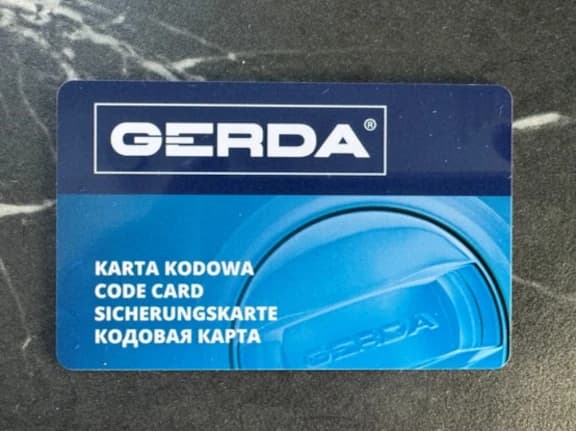 GERDA®
KARTA KODOWA
CODE CARD
SICHERUNGSKARTE
КОДОВАЯ КАРТА
GERDA